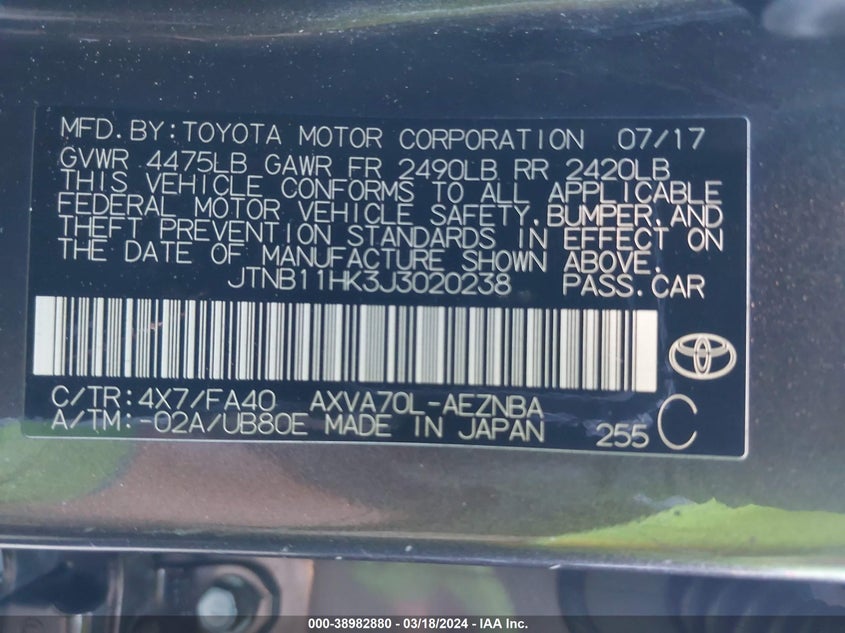 MFD. BY: TOYOTA MOTOR CORPORATION 07/17
GVWR 4475LB GAWR FR 2490LB RR 2420LB
THIS VEHICLE CONFORMS TO ALL APPLICABLE
FEDERAL MOTOR VEHICLE SAFETY, BUMPER, AND
THEFT PREVENTION STANDARDS IN EFFECT ON
THE DATE OF MANUFACTURE SHOWN ABOVE.
JTNB11HK3J3020238 PASS. CAR
C/TR: 4X7/FA40 AXVA70L-AEZNBA
A/TM: -02A/UB80E MADE IN JAPAN 255 C
000-38982880 / 03/18/2024 - IAA Inc.